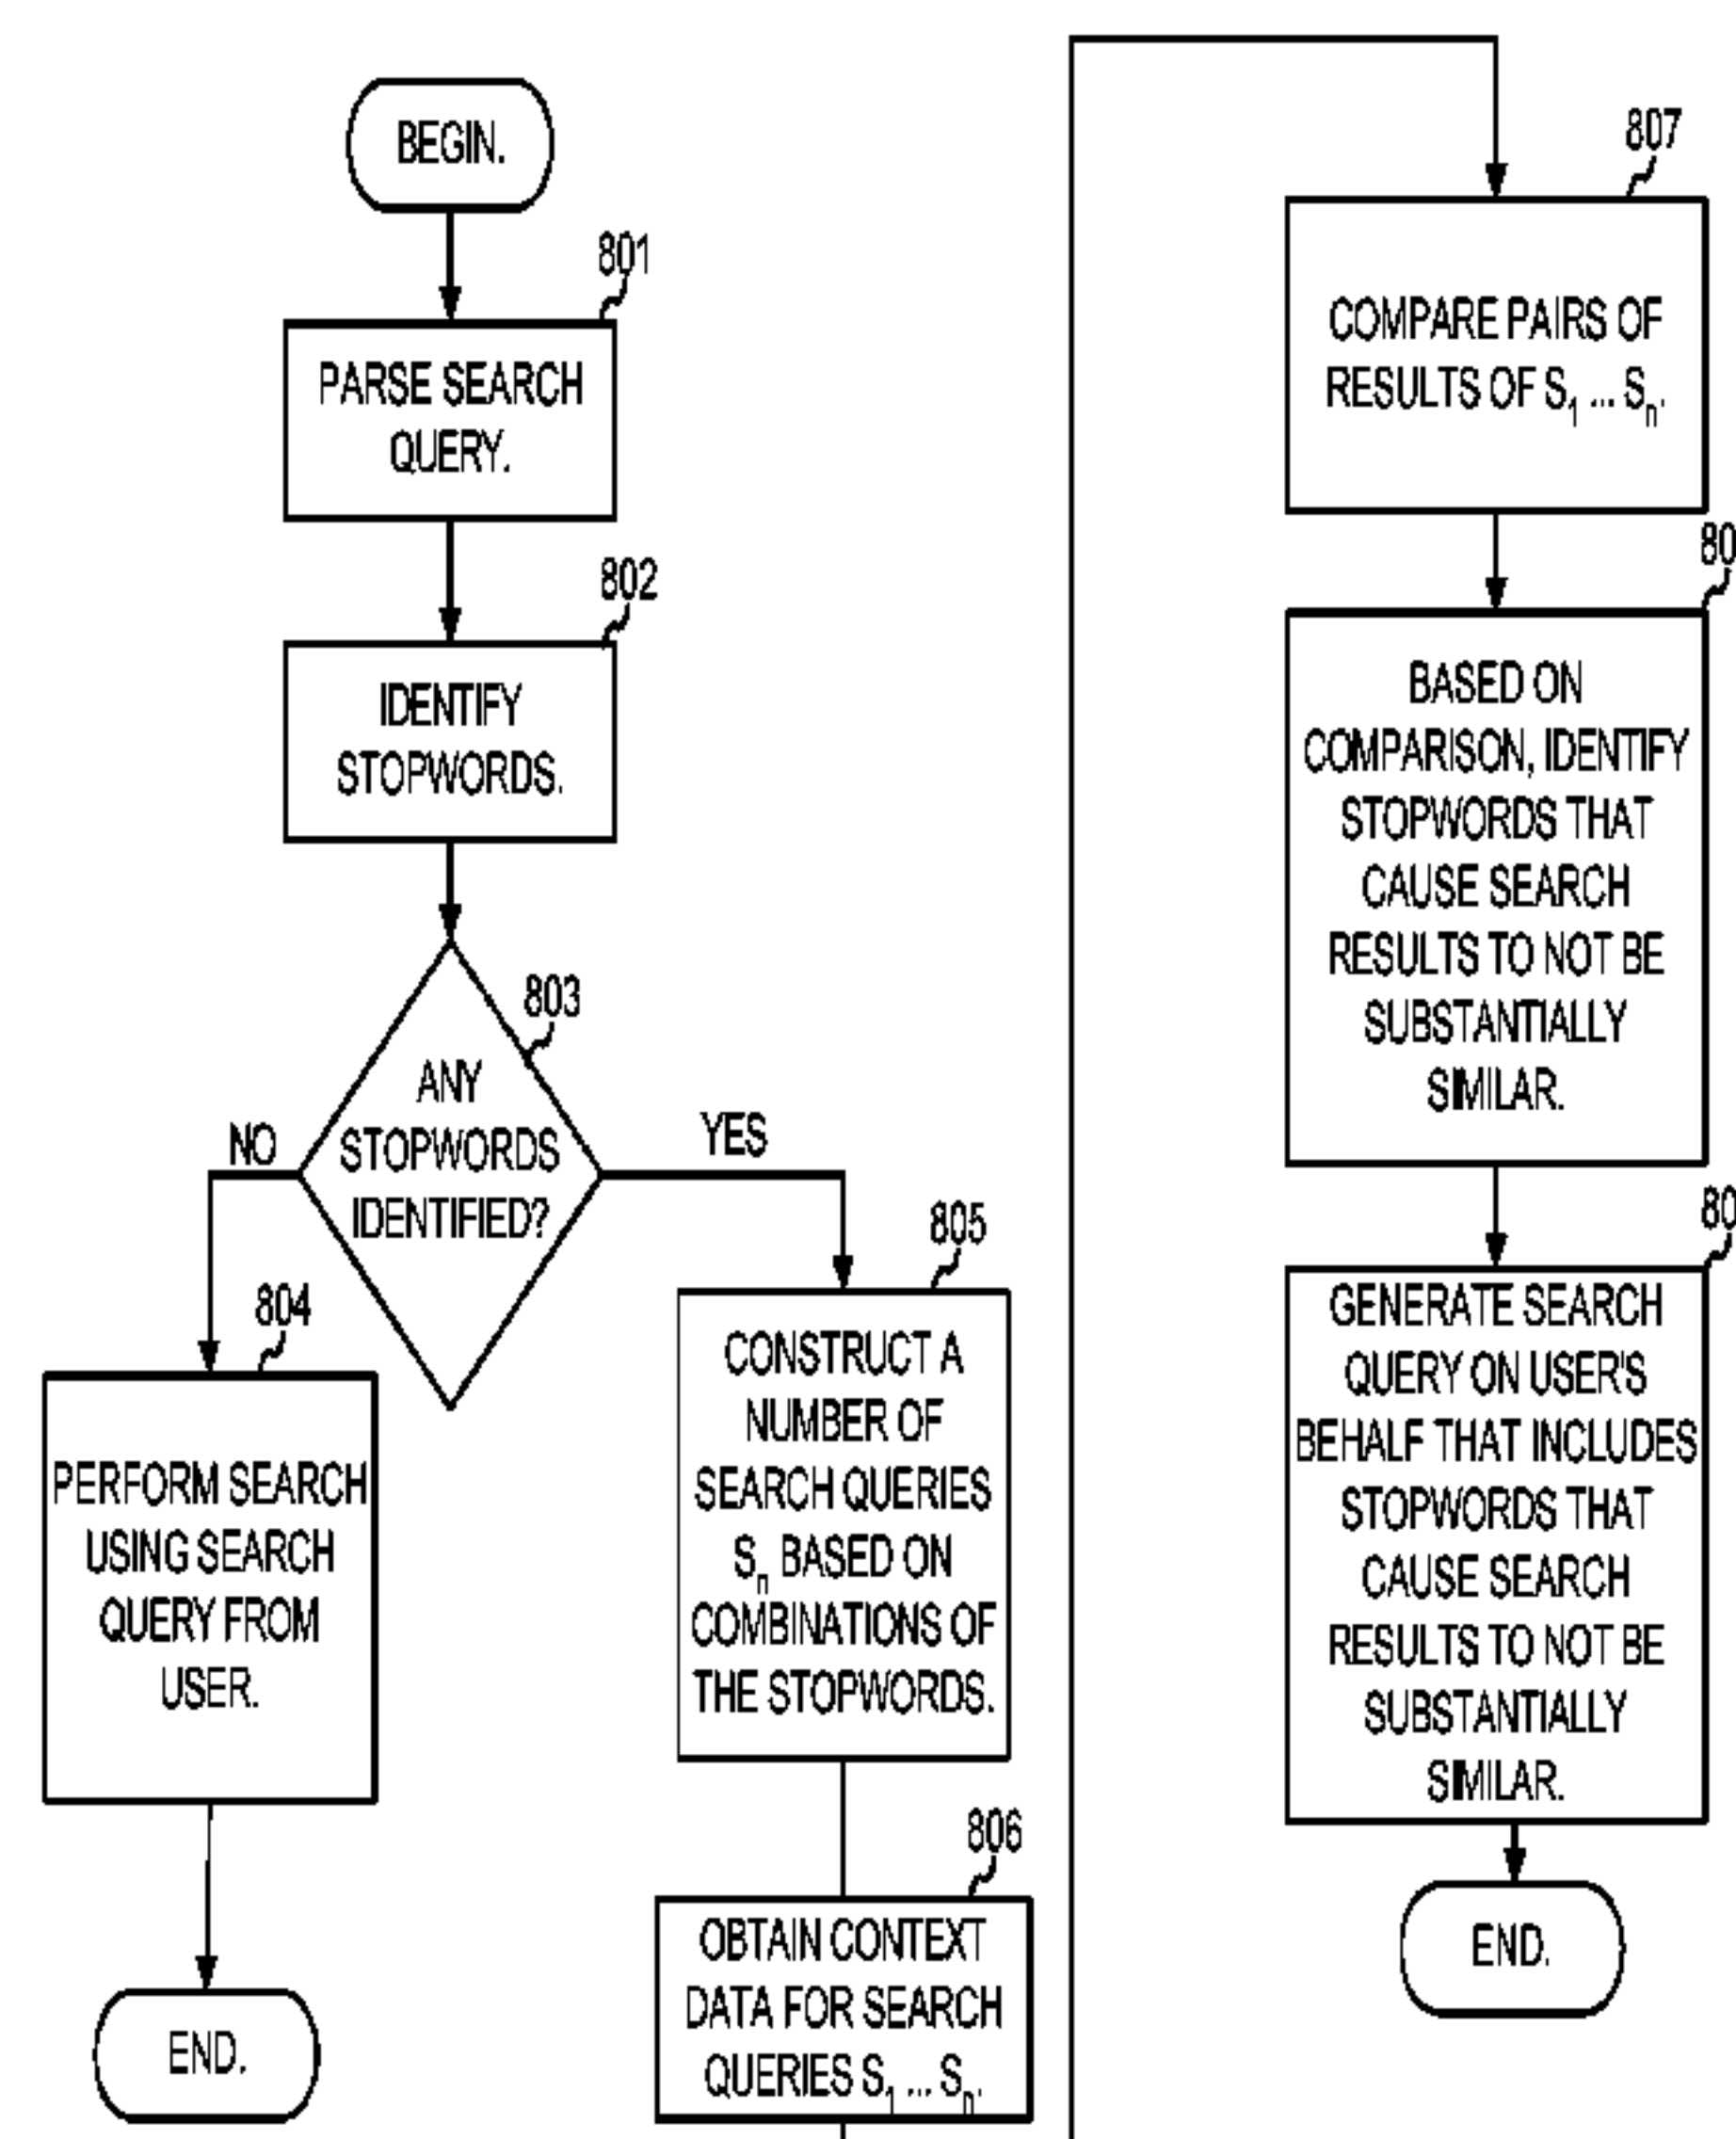 BEGIN.
801
PARSE SEARCH
QUERY.
802
IDENTIFY
STOPWORDS.
803
ANY
STOPWORDS
IDENTIFIED?
NO
YES
804
PERFORM SEARCH
USING SEARCH
QUERY FROM
USER.
END.
805
CONSTRUCT A
NUMBER OF
SEARCH QUERIES
Sn BASED ON
COMBINATIONS OF
THE STOPWORDS.
806
OBTAIN CONTEXT
DATA FOR SEARCH
QUERIES S1 ... Sn.
807
COMPARE PAIRS OF
RESULTS OF S1 ... Sn.
80
BASED ON
COMPARISON, IDENTIFY
STOPWORDS THAT
CAUSE SEARCH
RESULTS TO NOT BE
SUBSTANTIALLY
SIMILAR.
80
GENERATE SEARCH
QUERY ON USER'S
BEHALF THAT INCLUDES
STOPWORDS THAT
CAUSE SEARCH
RESULTS TO NOT BE
SUBSTANTIALLY
SIMILAR.
END.